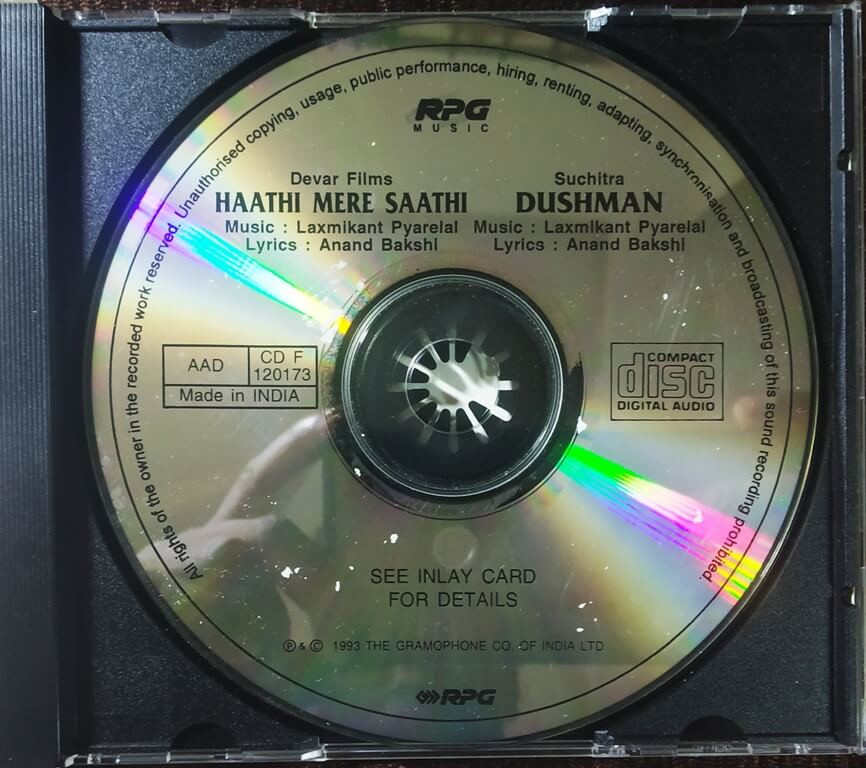 All rights of the owner in the recorded work reserved. Unauthorised copying, usage, public performance, hiring, renting, adapting, synchronisation and broadcasting of this sound recording prohibited.
RPG
MUSIC
Devar Films
HAATHI MERE SAATHI
Music : Laxmikant Pyarelal
Lyrics : Anand Bakshi
Suchitra
DUSHMAN
Music : Laxmikant Pyarelal
Lyrics : Anand Bakshi
AAD
CD F
120173
Made in INDIA
COMPACT
disc
DIGITAL AUDIO
SEE INLAY CARD
FOR DETAILS
℗ & © 1993 THE GRAMOPHONE CO. OF INDIA LTD
RPG